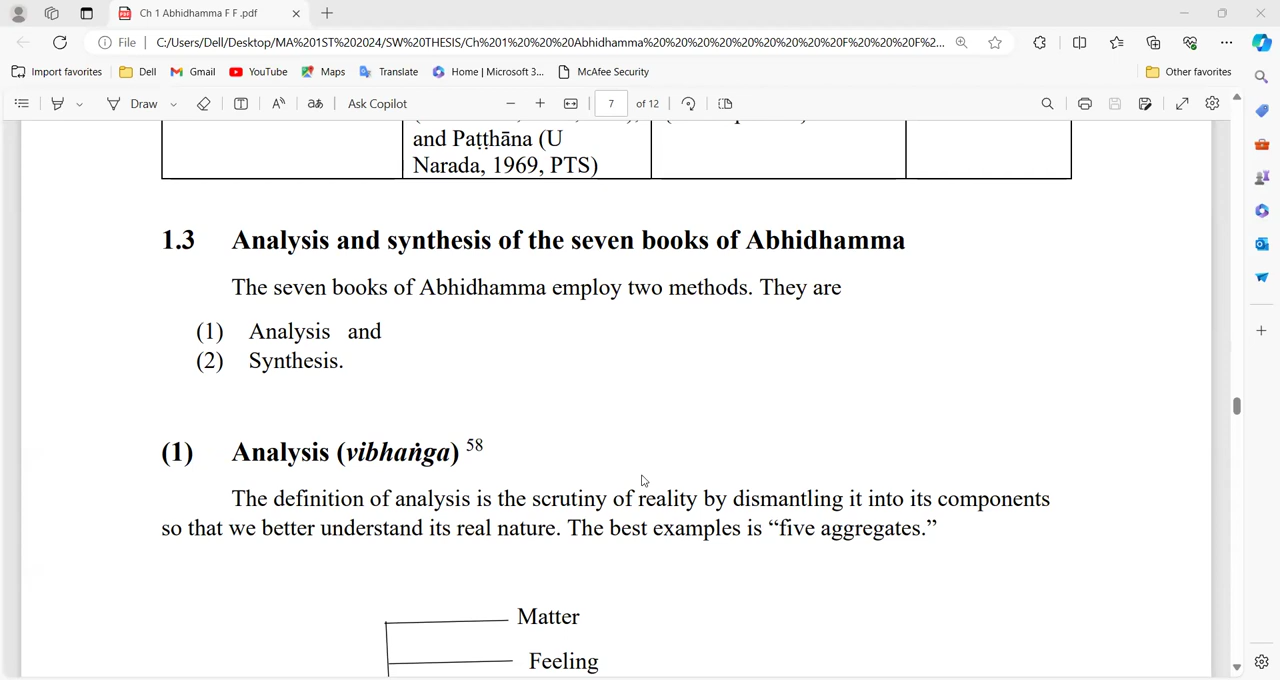 Ch 1 Abhidhamma F F .pdf
File
C:/Users/Dell/Desktop/MA%201ST%202024/SW%20THESIS/Ch%201%20%20%20Abhidhamma%20%20%20%20%20%20%20%20%20F%20%20%20F%2...
Import favorites Dell Gmail YouTube Maps Translate Home | Microsoft 3... McAfee Security Other favorites
Draw Ask Copilot 7 of 12
and Paṭṭhāna (U
Narada, 1969, PTS)
1.3 Analysis and synthesis of the seven books of Abhidhamma
The seven books of Abhidhamma employ two methods. They are
(1) Analysis and
(2) Synthesis.
(1) Analysis (vibhaṅga) 58
The definition of analysis is the scrutiny of reality by dismantling it into its components
so that we better understand its real nature. The best examples is “five aggregates.”
Matter
Feeling